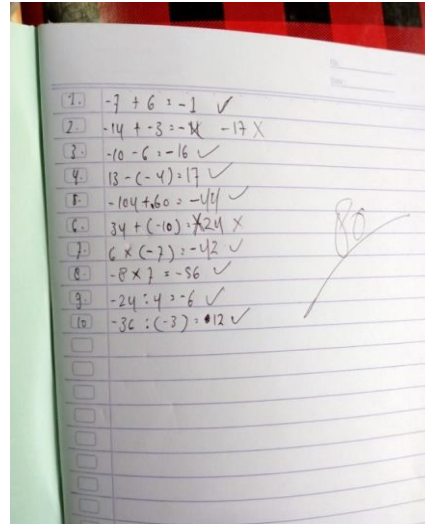 1. -7 + 6 = -1 ✓
2. -14 + -3 = -11 -17 X
3. -10 - 6 = -16 ✓
4. 13 - (-4) = 17 ✓
5. -104 + 60 = -44 ✓
6. 34 + (-10) = 24 X
7. 6 x (-7) = -42 ✓
8. -8 x 7 = -56 ✓
9. -24 : 4 = -6 ✓
10 -36 : (-3) = 12 ✓
80